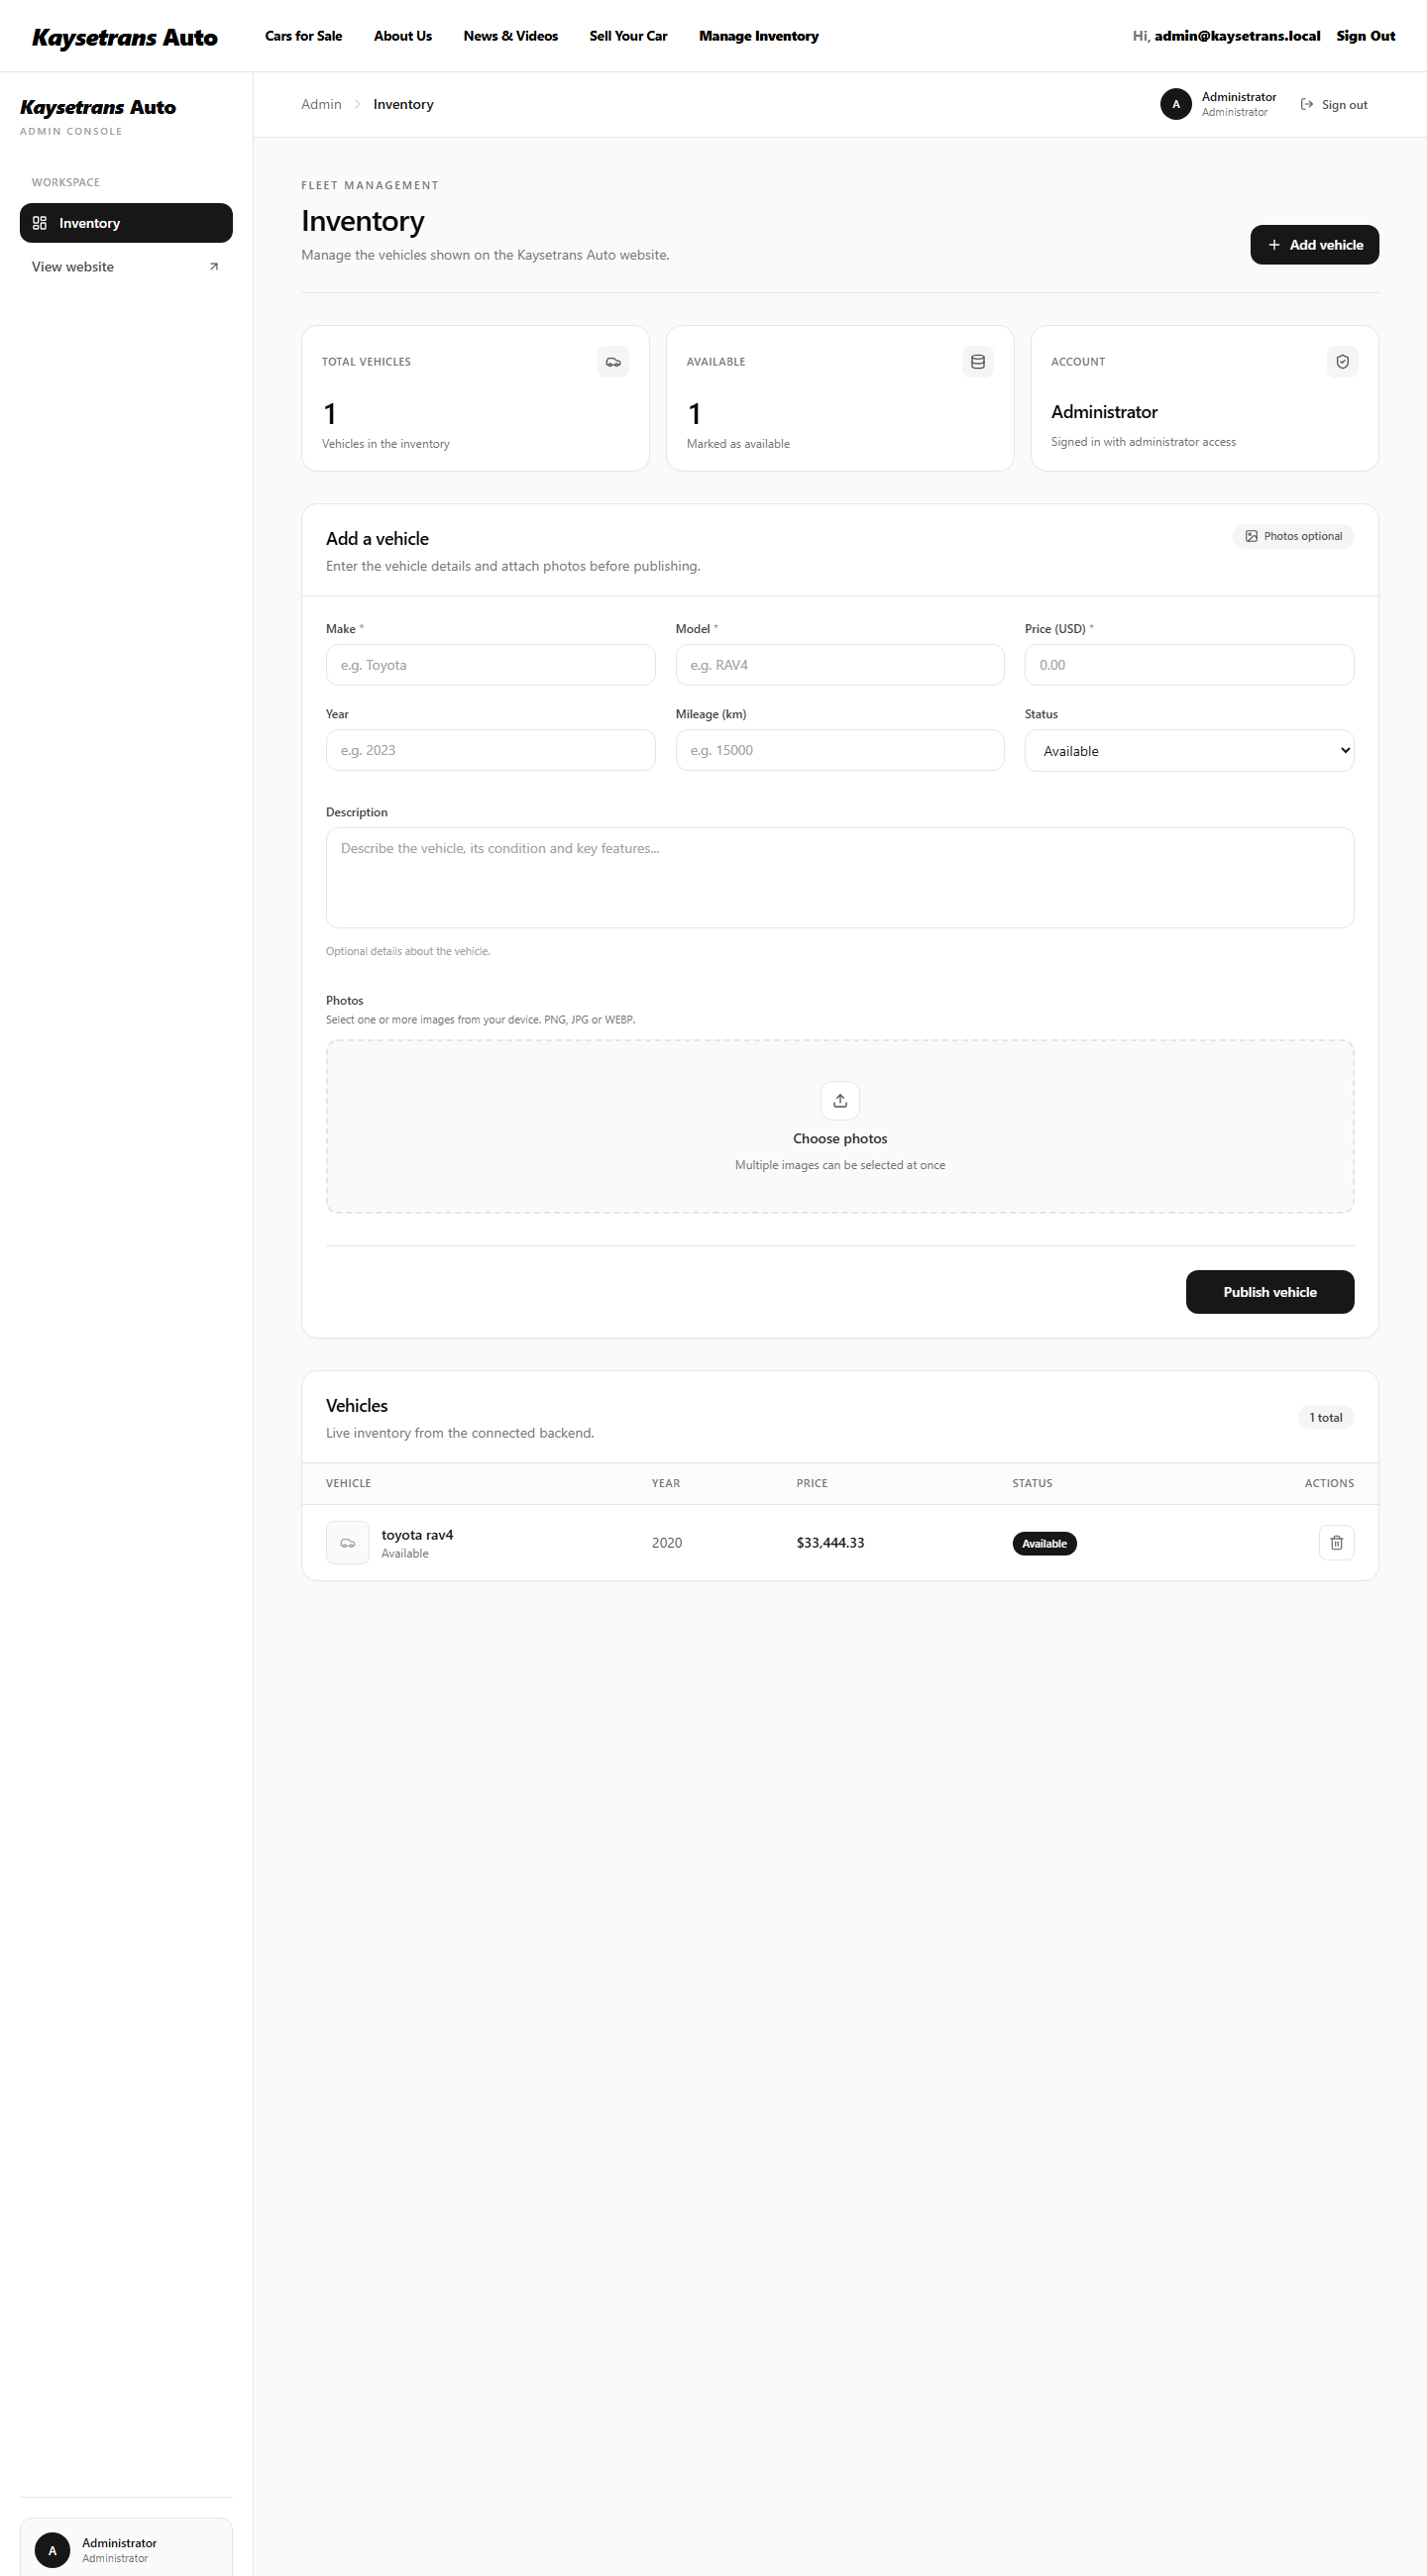 Kaysetrans Auto
Cars for Sale
About Us
News & Videos
Sell Your Car
Manage Inventory
Hi, admin@kaysetrans.local
Sign Out
Kaysetrans Auto
ADMIN CONSOLE
WORKSPACE
Inventory
View website
Admin
Inventory
A
Administrator
Administrator
Sign out
FLEET MANAGEMENT
Inventory
Manage the vehicles shown on the Kaysetrans Auto website.
Add vehicle
TOTAL VEHICLES
1
Vehicles in the inventory
AVAILABLE
1
Marked as available
ACCOUNT
Administrator
Signed in with administrator access
Add a vehicle
Enter the vehicle details and attach photos before publishing.
Photos optional
Make *
e.g. Toyota
Model *
e.g. RAV4
Price (USD) *
0.00
Year
e.g. 2023
Mileage (km)
e.g. 15000
Status
Available
Description
Describe the vehicle, its condition and key features...
Optional details about the vehicle.
Photos
Select one or more images from your device. PNG, JPG or WEBP.
Choose photos
Multiple images can be selected at once
Publish vehicle
Vehicles
Live inventory from the connected backend.
1 total
VEHICLE
YEAR
PRICE
STATUS
ACTIONS
toyota rav4
Available
2020
$33,444.33
Available
A
Administrator
Administrator